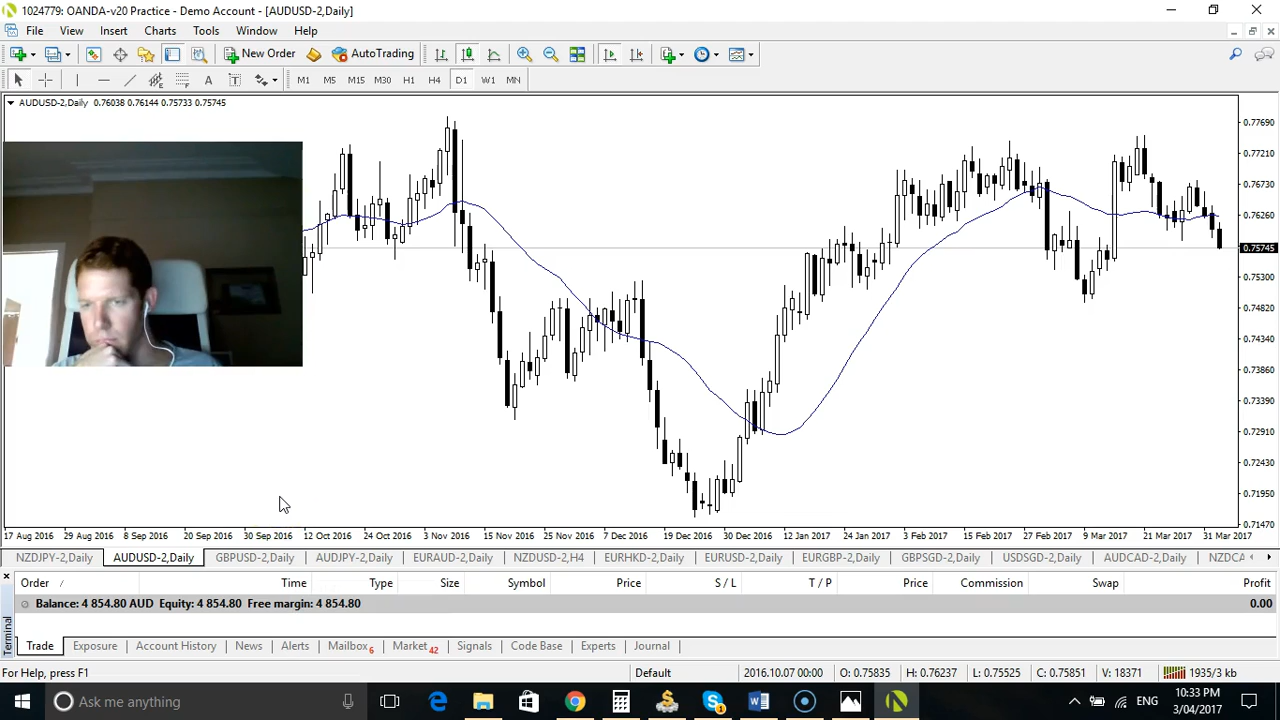 1024779: OANDA-v20 Practice - Demo Account - [AUDUSD-2,Daily]
File View Insert Charts Tools Window Help
New Order AutoTrading
A T M1 M5 M15 M30 H1 H4 D1 W1 MN
AUDUSD-2,Daily 0.76038 0.76144 0.75733 0.75745
0.77690
0.77210
0.76730
0.76260
0.75745
0.75300
0.74820
0.74340
0.73860
0.73390
0.72910
0.72430
0.71950
0.71470
17 Aug 2016 29 Aug 2016 8 Sep 2016 20 Sep 2016 30 Sep 2016 12 Oct 2016 24 Oct 2016 3 Nov 2016 15 Nov 2016 25 Nov 2016 7 Dec 2016 19 Dec 2016 30 Dec 2016 12 Jan 2017 24 Jan 2017 3 Feb 2017 15 Feb 2017 27 Feb 2017 9 Mar 2017 21 Mar 2017 31 Mar 2017
NZDJPY-2,Daily AUDUSD-2,Daily GBPUSD-2,Daily AUDJPY-2,Daily EURAUD-2,Daily NZDUSD-2,H4 EURHKD-2,Daily EURUSD-2,Daily EURGBP-2,Daily GBPSGD-2,Daily USDSGD-2,Daily AUDCAD-2,Daily NZDCA
Order / Time Type Size Symbol Price S / L T / P Price Commission Swap Profit
Balance: 4 854.80 AUD Equity: 4 854.80 Free margin: 4 854.80 0.00
Terminal
Trade Exposure Account History News Alerts Mailbox 6 Market 42 Signals Code Base Experts Journal
For Help, press F1 Default 2016.10.07 00:00 O: 0.75835 H: 0.76237 L: 0.75525 C: 0.75851 V: 18371 1935/3 kb
Ask me anything ENG 10:33 PM
3/04/2017